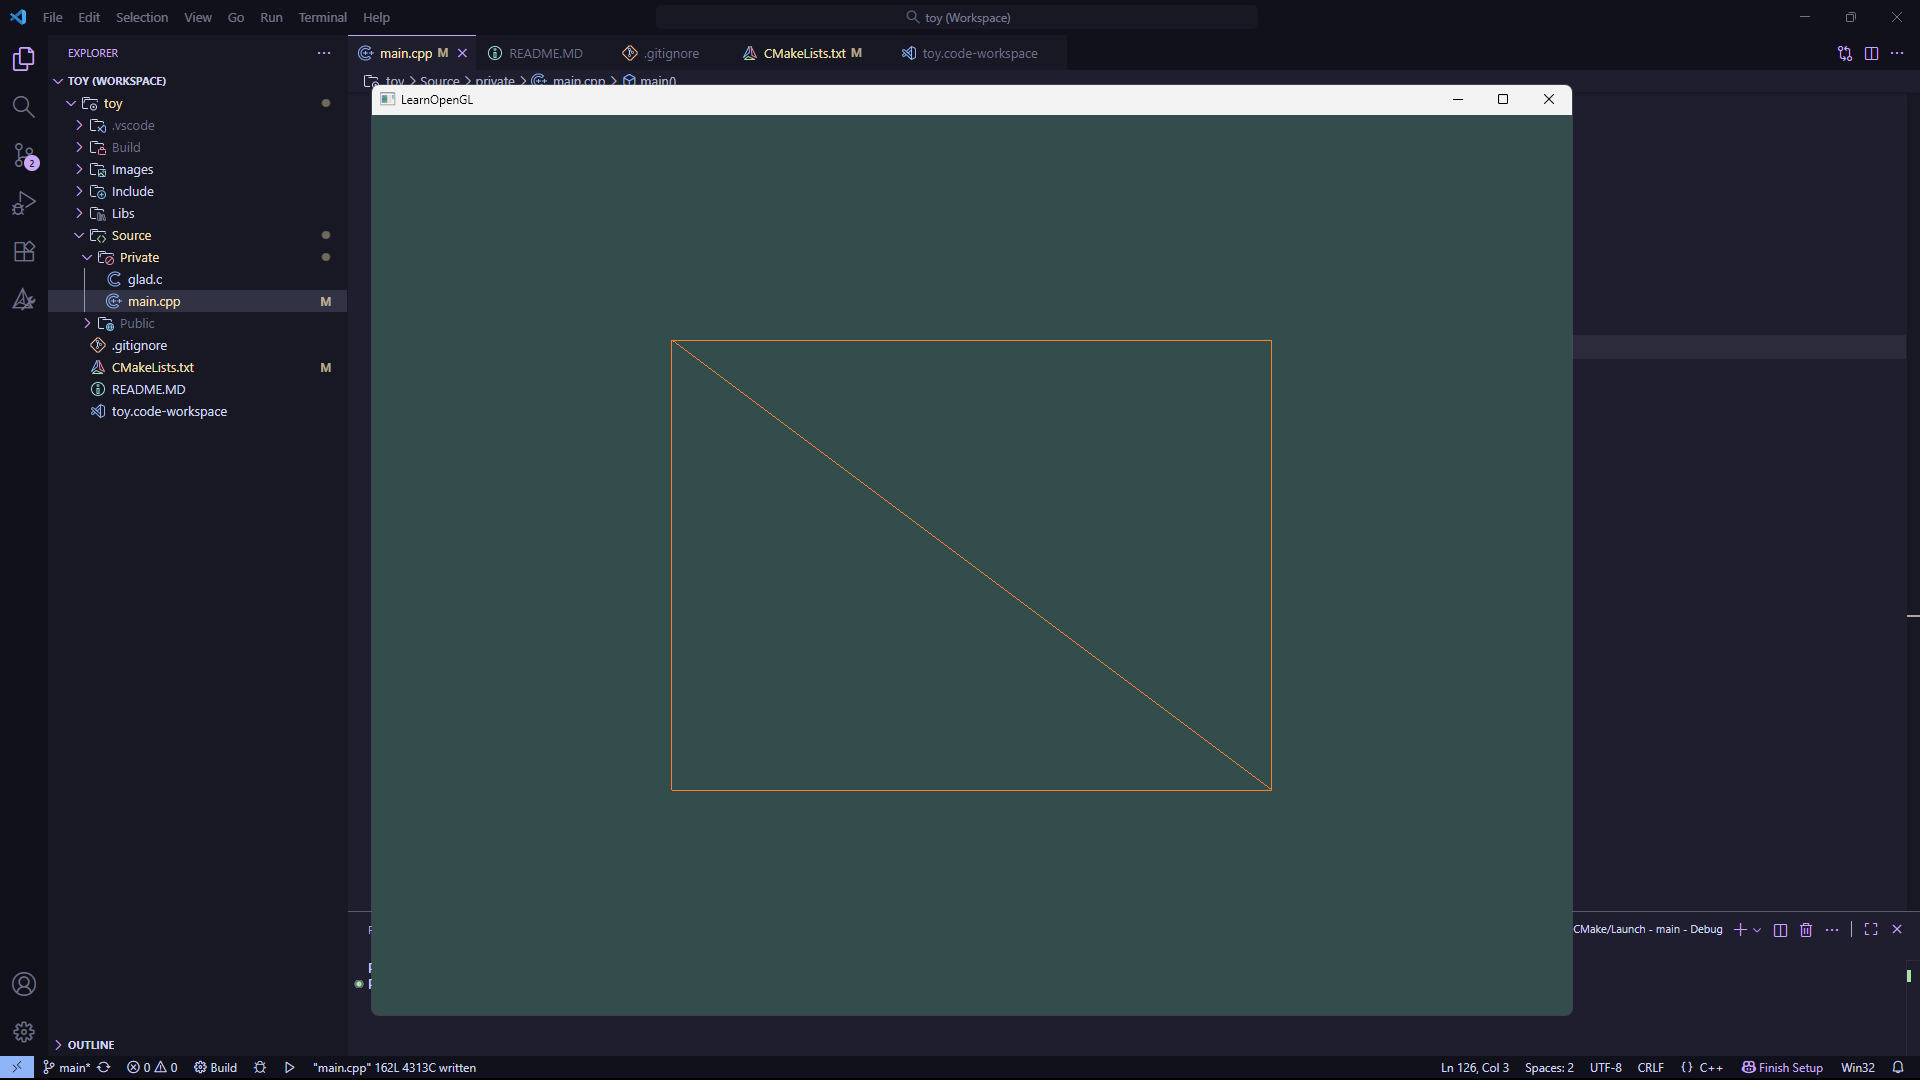 File Edit Selection View Go Run Terminal Help
toy (Workspace)
EXPLORER
main.cpp M
README.MD
.gitignore
CMakeLists.txt M
toy.code-workspace
TOY (WORKSPACE)
toy > Source > private > main.cpp > main()
toy
.vscode
Build
Images
Include
Libs
Source
Private
glad.c
main.cpp M
Public
.gitignore
CMakeLists.txt M
README.MD
toy.code-workspace
2
LearnOpenGL
CMake/Launch - main - Debug
OUTLINE
main* 0 0 Build "main.cpp" 162L 4313C written
Ln 126, Col 3 Spaces: 2 UTF-8 CRLF {} C++ Finish Setup Win32